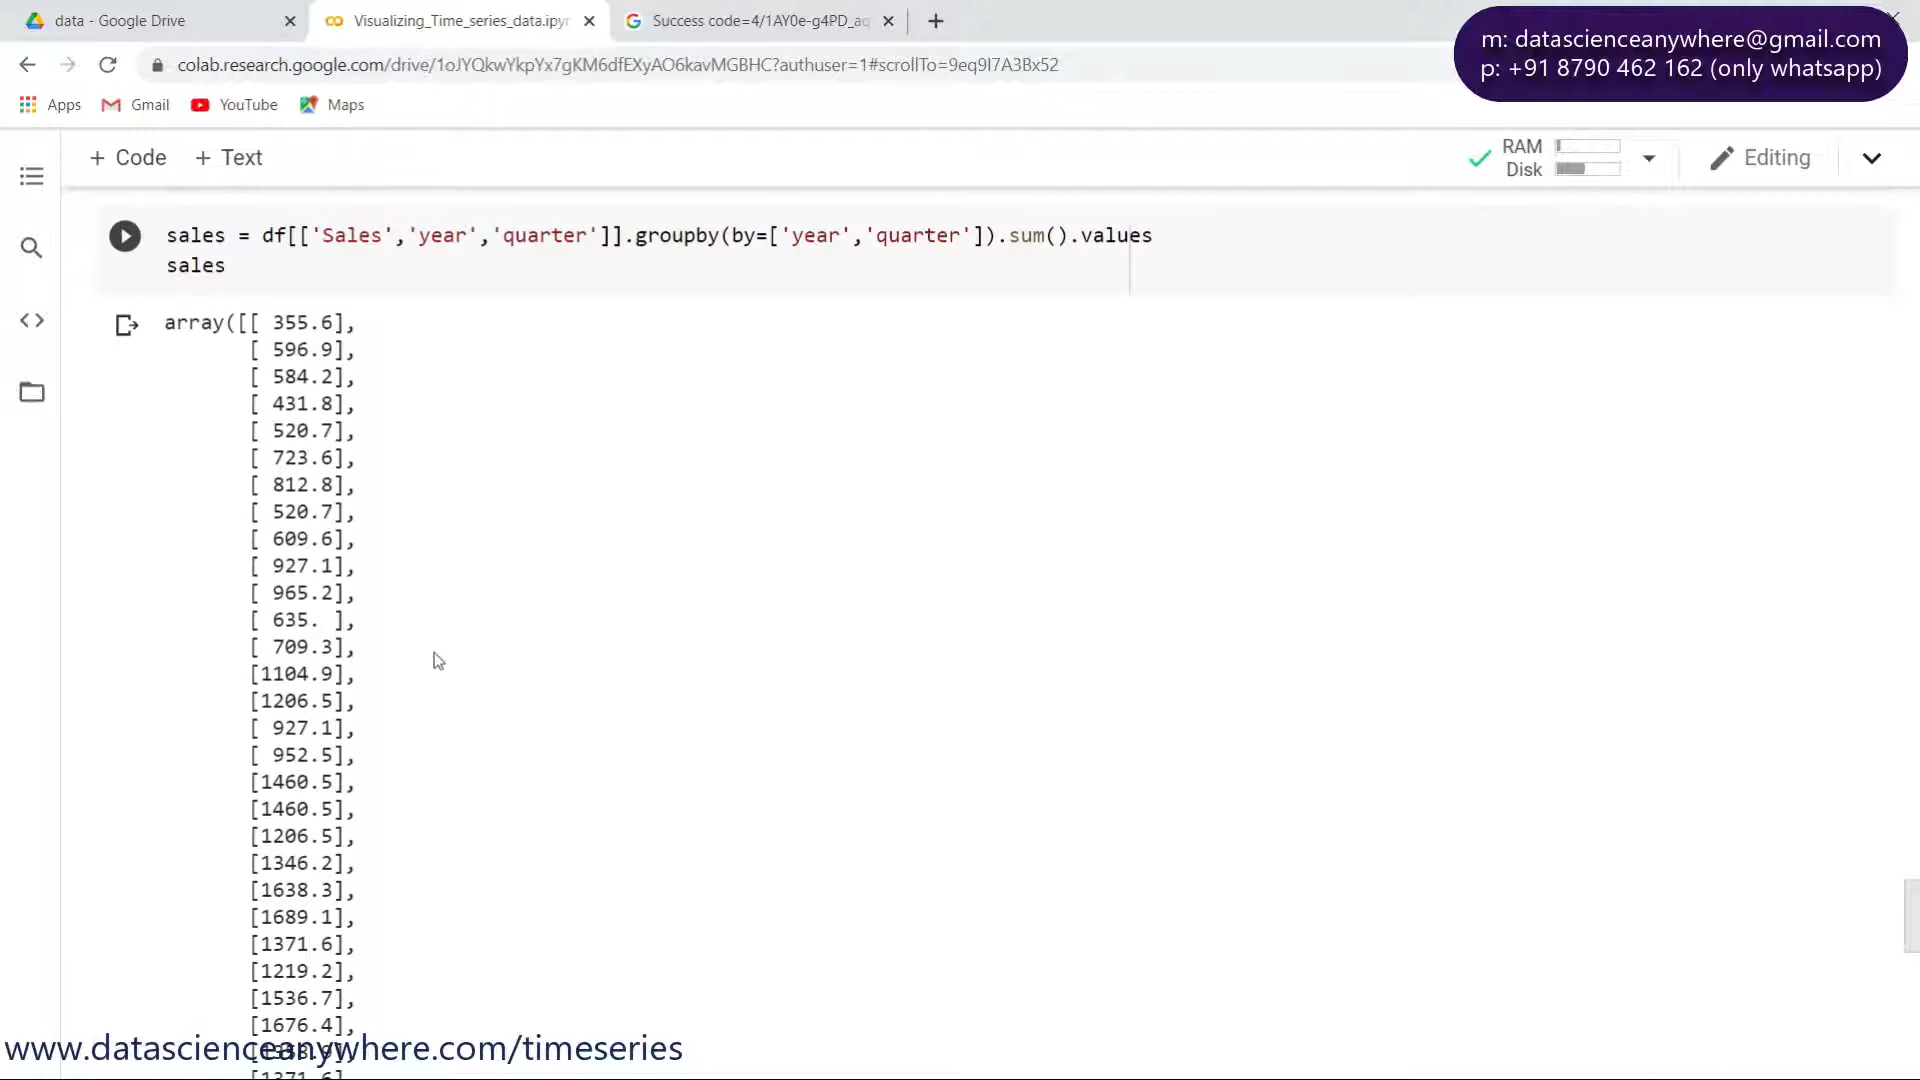 data - Google Drive
Visualizing_Time_series_data.ipyn
Success code=4/1AY0e-g4PD_aq
m: datascienceanywhere@gmail.com
p: +91 8790 462 162 (only whatsapp)
colab.research.google.com/drive/1oJYQkwYkpYx7gKM6dfEXyAO6kavMGBHC?authuser=1#scrollTo=9eq9I7A3Bx52
Apps Gmail YouTube Maps
+ Code + Text
RAM
Disk
Editing
sales = df[['Sales','year','quarter']].groupby(by=['year','quarter']).sum().values
sales
array([[ 355.6],
[ 596.9],
[ 584.2],
[ 431.8],
[ 520.7],
[ 723.6],
[ 812.8],
[ 520.7],
[ 609.6],
[ 927.1],
[ 965.2],
[ 635. ],
[ 709.3],
[1104.9],
[1206.5],
[ 927.1],
[ 952.5],
[1460.5],
[1460.5],
[1206.5],
[1346.2],
[1638.3],
[1689.1],
[1371.6],
[1219.2],
[1536.7],
[1676.4],
www.datascienceanywhere.com/timeseries